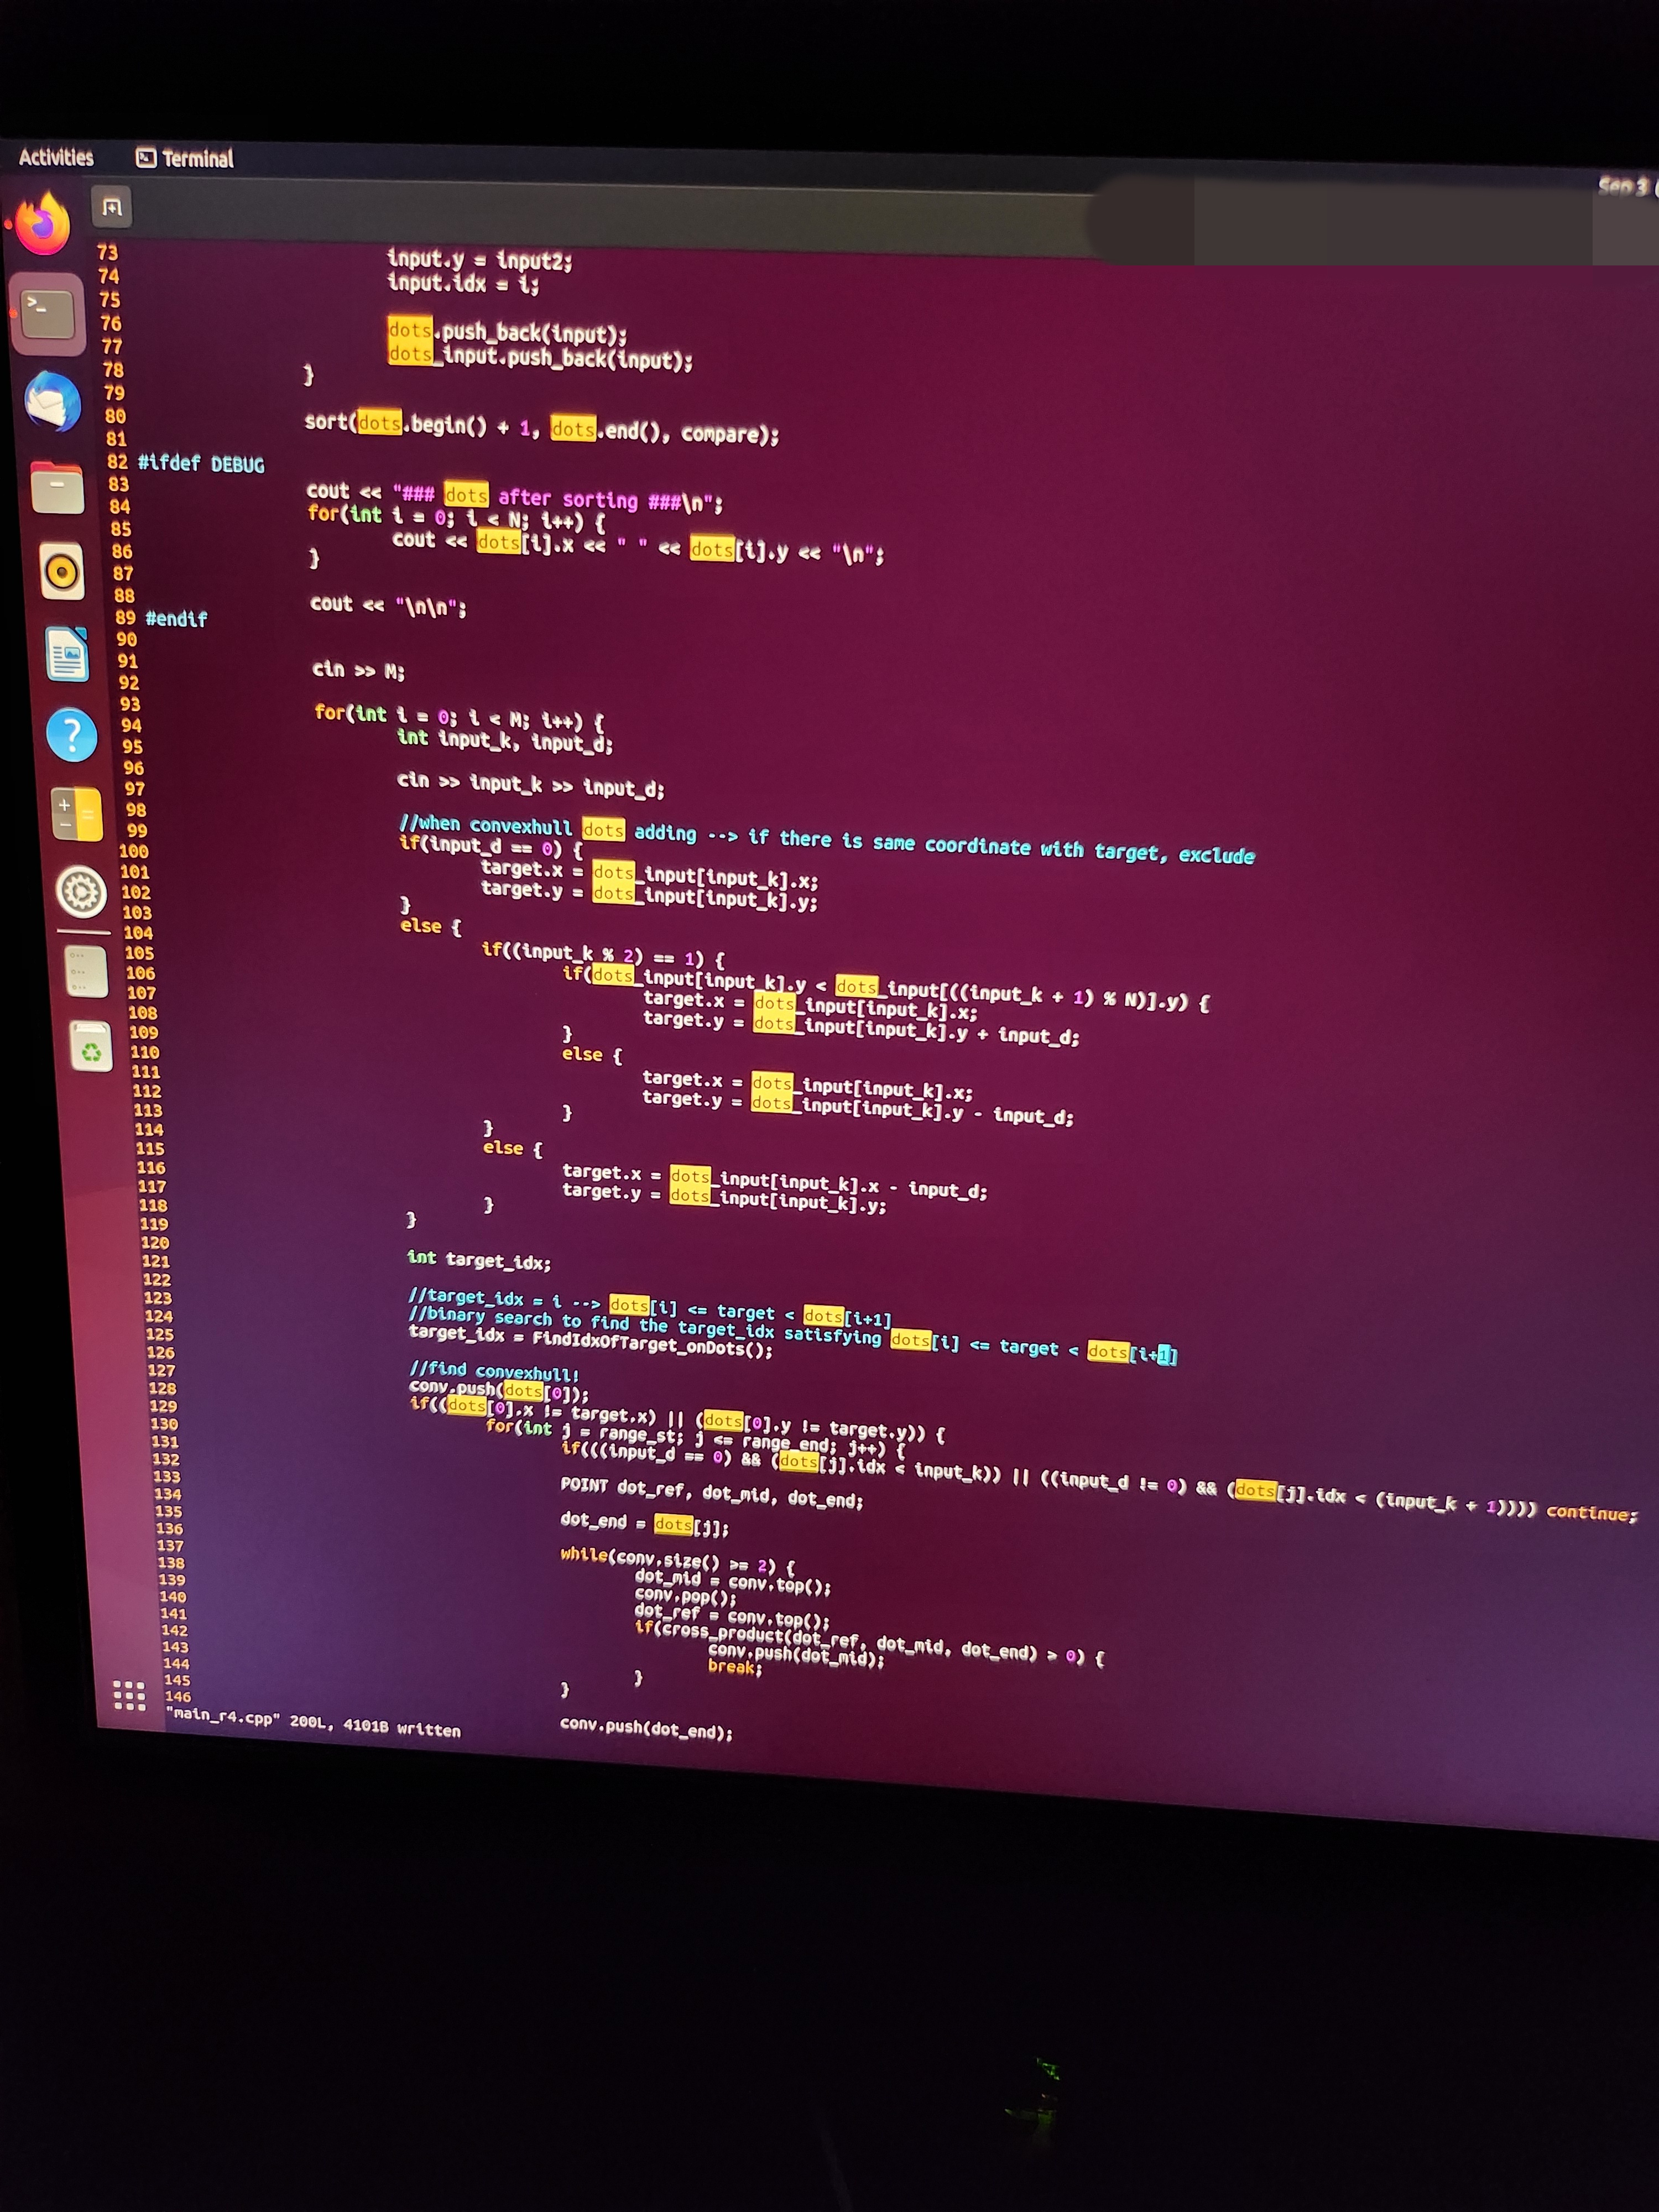 Activities Terminal
Sep 3
73 input.y = input2;
74 input.idx = i;
75
76 dots.push_back(input);
77 dots_input.push_back(input);
78 }
79
80 sort(dots.begin() + 1, dots.end(), compare);
81
82 #ifdef DEBUG
83 cout << "### dots after sorting ###\n";
84 for(int i = 0; i < N; i++) {
85 cout << dots[i].x << " " << dots[i].y << "\n";
86 }
87
88 cout << "\n\n";
89 #endif
90
91 cin >> M;
92
93 for(int i = 0; i < M; i++) {
94 int input_k, input_d;
95
96 cin >> input_k >> input_d;
97
98 //when convexhull dots adding --> if there is same coordinate with target, exclude
99 if(input_d == 0) {
100 target.x = dots_input[input_k].x;
101 target.y = dots_input[input_k].y;
102 }
103 else {
104 if((input_k % 2) == 1) {
105 if(dots_input[input_k].y < dots_input[((input_k + 1) % N)].y) {
106 target.x = dots_input[input_k].x;
107 target.y = dots_input[input_k].y + input_d;
108 }
109 else {
110 target.x = dots_input[input_k].x;
111 target.y = dots_input[input_k].y - input_d;
112 }
113 }
114 else {
115 target.x = dots_input[input_k].x - input_d;
116 target.y = dots_input[input_k].y;
117 }
118 }
119
120 int target_idx;
121
122 //target_idx = i --> dots[i] <= target < dots[i+1]
123 //binary search to find the target_idx satisfying dots[i] <= target < dots[i+1]
124 target_idx = FindIdxOfTarget_onDots();
125
126 //find convexhull!
127 conv.push(dots[0]);
128 if((dots[0].x != target.x) || (dots[0].y != target.y)) {
129 for(int j = range_st; j <= range_end; j++) {
130 if(((input_d == 0) && (dots[j].idx < input_k)) || ((input_d != 0) && (dots[j].idx < (input_k + 1)))) continue;
131
132 POINT dot_ref, dot_mid, dot_end;
133
134 dot_end = dots[j];
135
136 while(conv.size() >= 2) {
137 dot_mid = conv.top();
138 conv.pop();
139 dot_ref = conv.top();
140 if(cross_product(dot_ref, dot_mid, dot_end) > 0) {
141 conv.push(dot_mid);
142 break;
143 }
144 }
145
146 conv.push(dot_end);
"main_r4.cpp" 200L, 4101B written